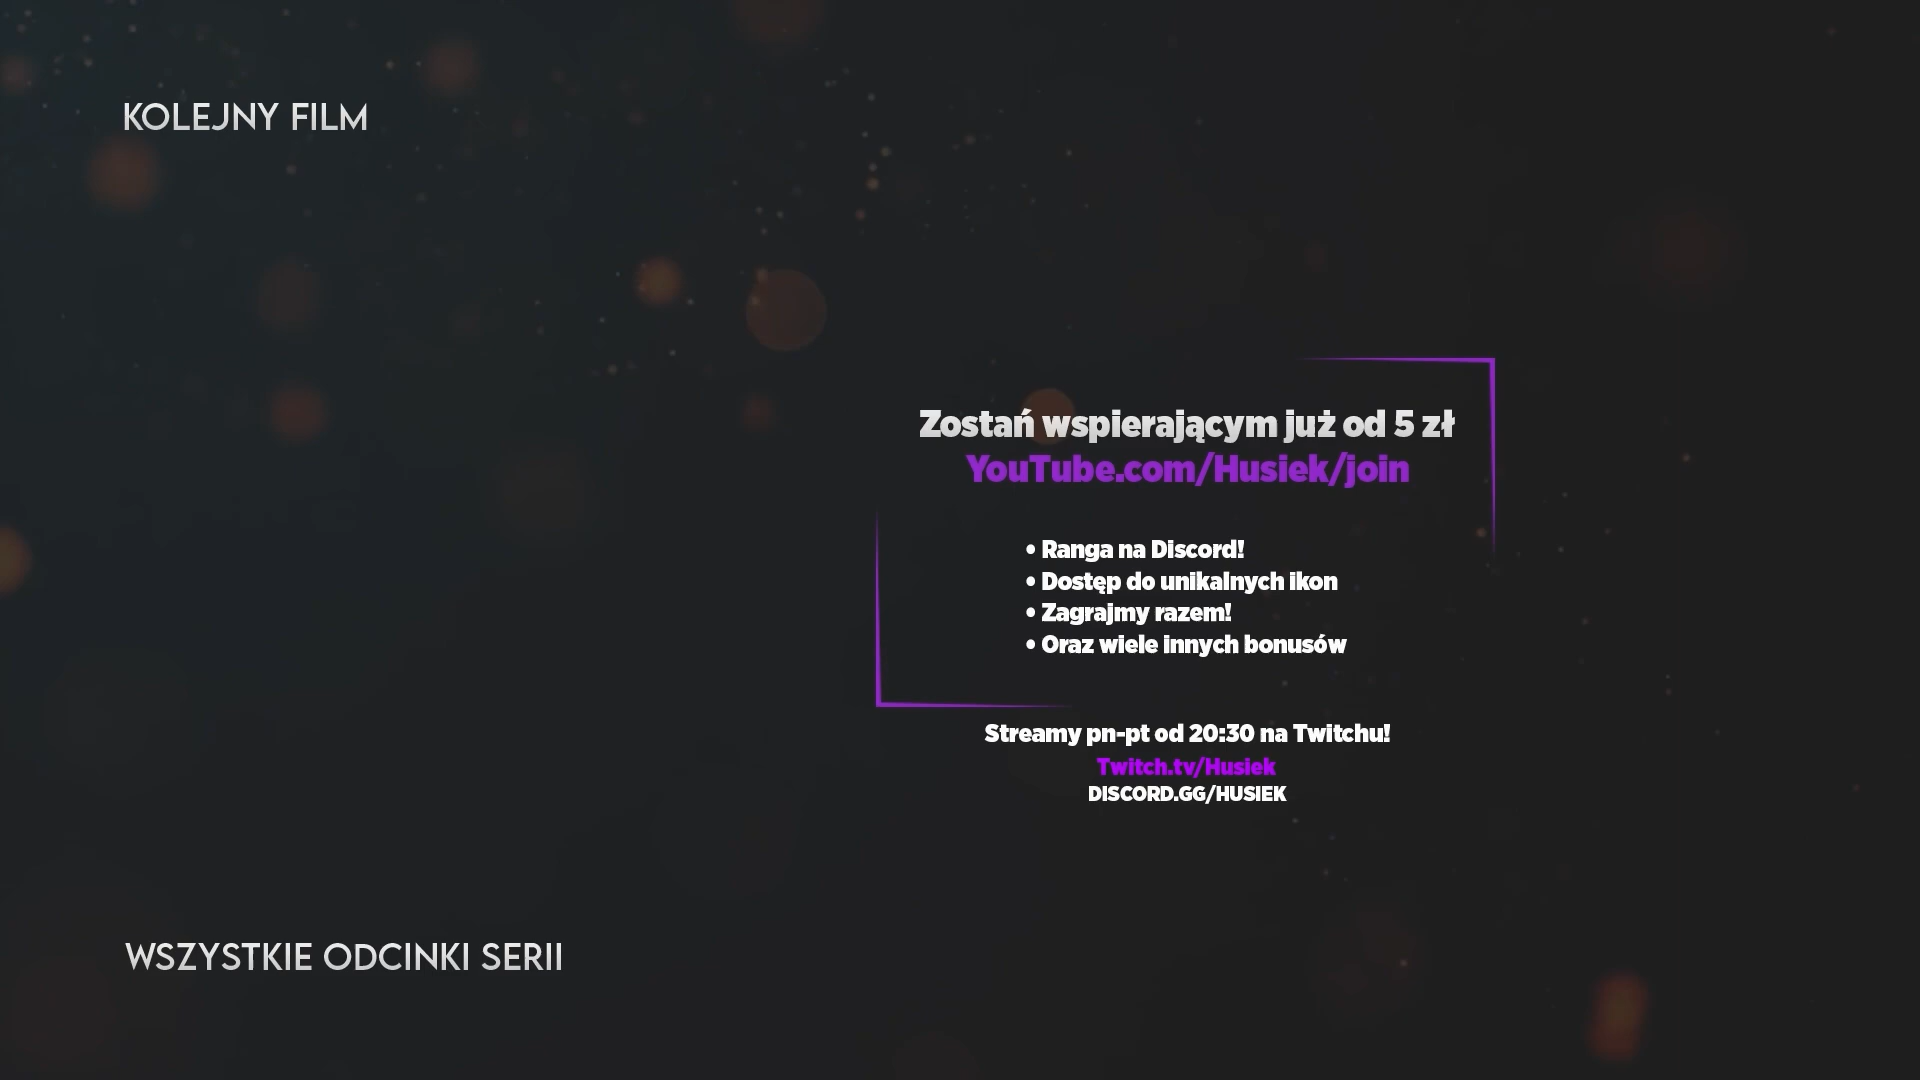 KOLEJNY FILM
Zostań wspierającym już od 5 zł
YouTube.com/Husiek/join
• Ranga na Discord!
• Dostęp do unikalnych ikon
• Zagrajmy razem!
• Oraz wiele innych bonusów
Streamy pn-pt od 20:30 na Twitchu!
Twitch.tv/Husiek
DISCORD.GG/HUSIEK
WSZYSTKIE ODCINKI SERII